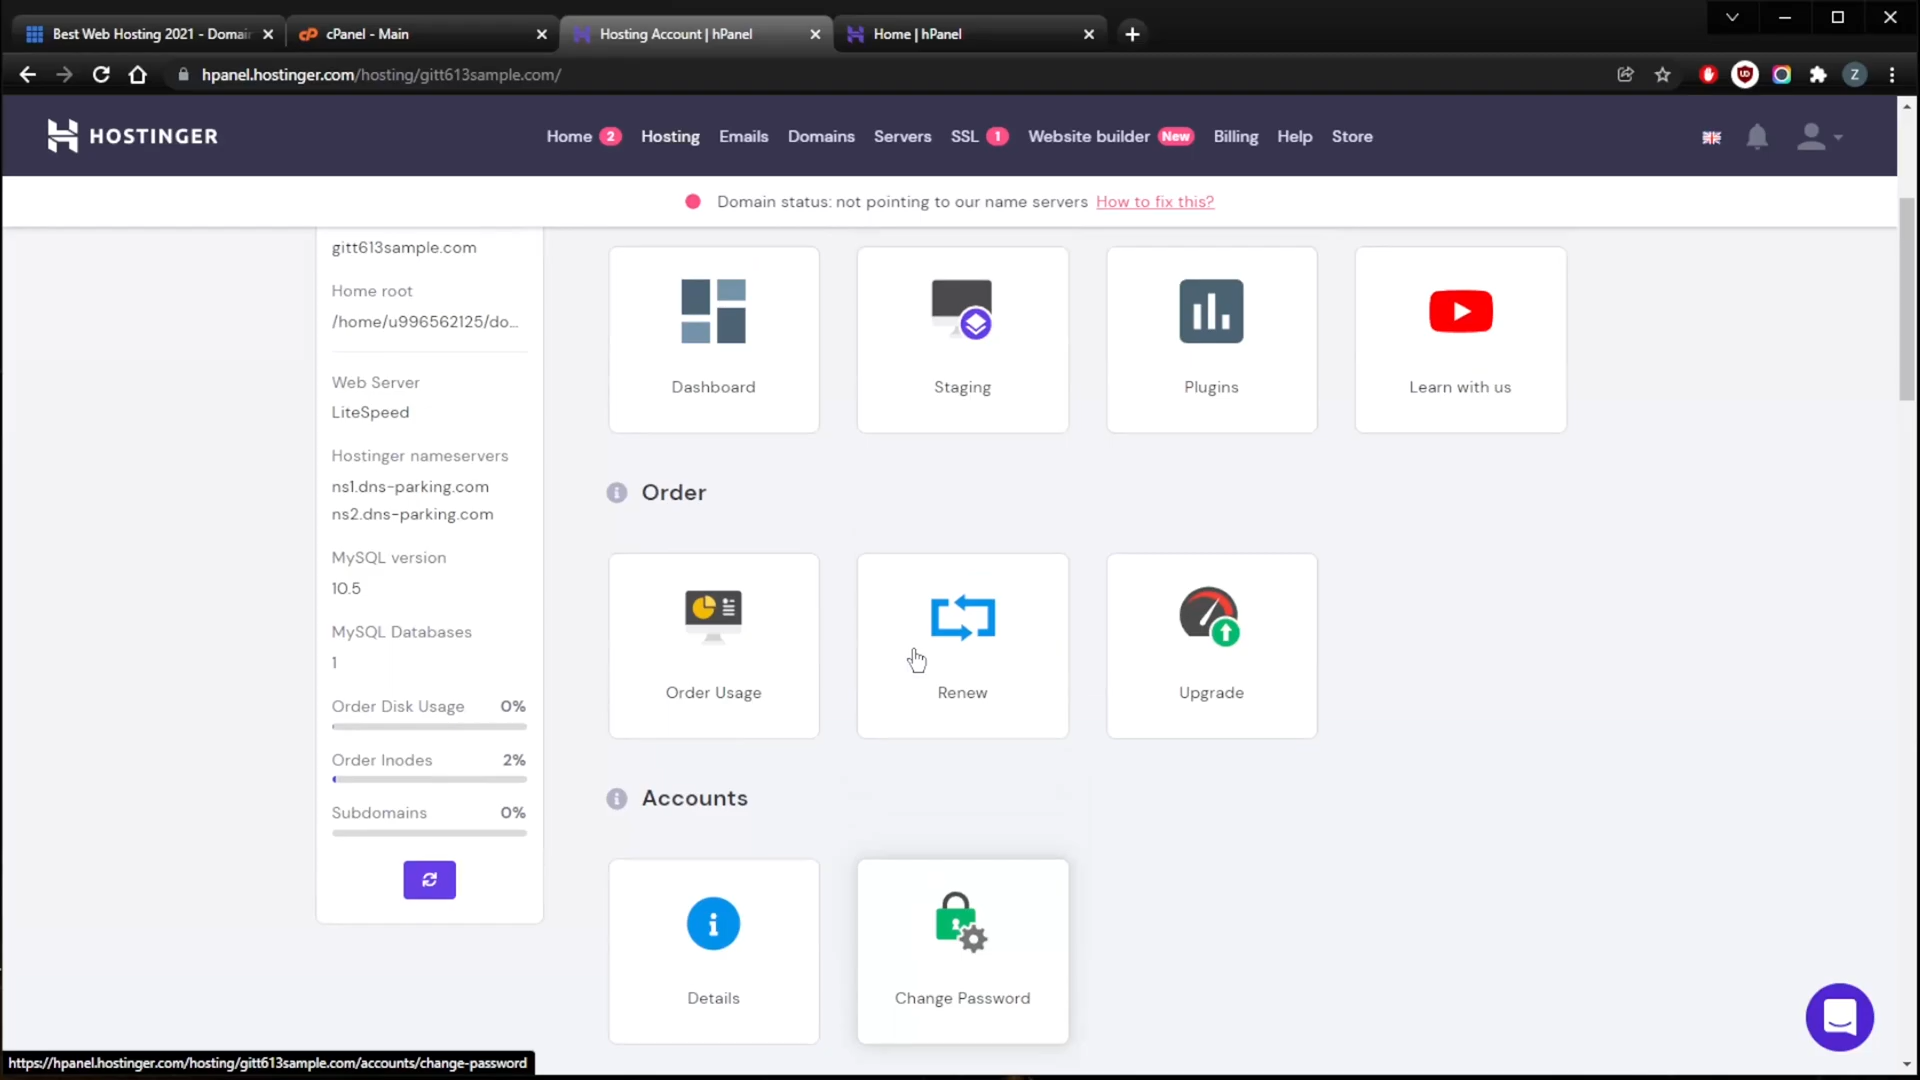 Best Web Hosting 2021 - Domai
cPanel - Main
Hosting Account | hPanel
Home | hPanel
hpanel.hostinger.com/hosting/gitt613sample.com/
Z
HOSTINGER
Home 2
Hosting
Emails
Domains
Servers
SSL 1
Website builder New
Billing
Help
Store
Domain status: not pointing to our name servers How to fix this?
gitt613sample.com
Home root
/home/u996562125/do...
Web Server
LiteSpeed
Hostinger nameservers
ns1.dns-parking.com
ns2.dns-parking.com
MySQL version
10.5
MySQL Databases
1
Order Disk Usage 0%
Order Inodes 2%
Subdomains 0%
Dashboard
Staging
Plugins
Learn with us
Order
Order Usage
Renew
Upgrade
Accounts
Details
Change Password
https://hpanel.hostinger.com/hosting/gitt613sample.com/accounts/change-password